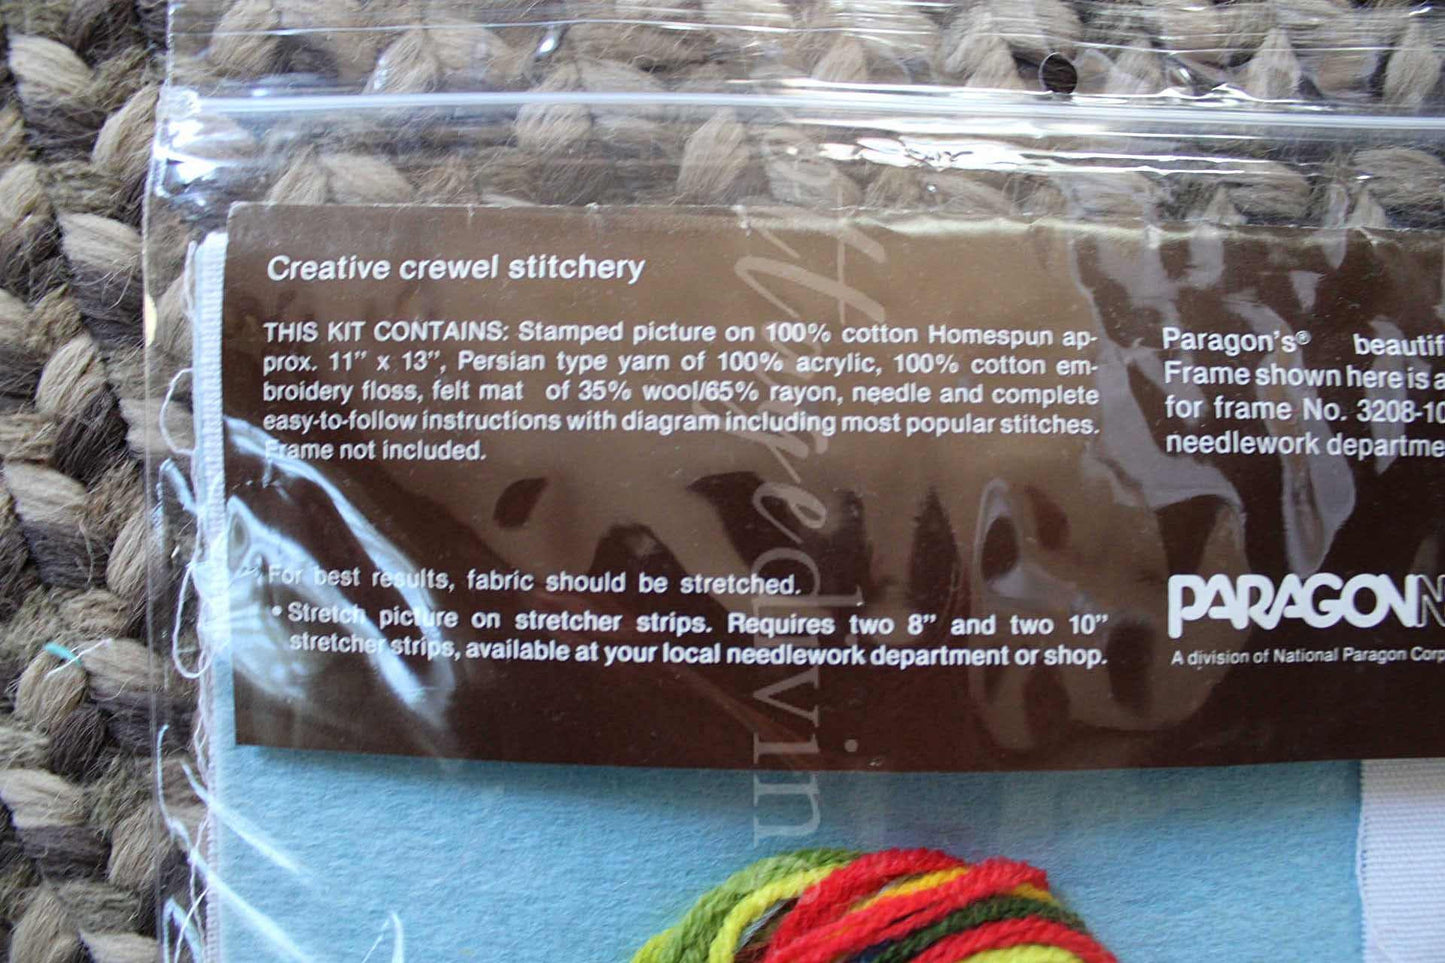 Creative crewel stitchery
THIS KIT CONTAINS: Stamped picture on 100% cotton Homespun ap-
prox. 11" x 13", Persian type yarn of 100% acrylic, 100% cotton em-
broidery floss, felt mat of 35% wool/65% rayon, needle and complete
easy-to-follow instructions with diagram including most popular stitches.
Frame not included.
For best results, fabric should be stretched.
• Stretch picture on stretcher strips. Requires two 8" and two 10"
stretcher strips, available at your local needlework department or shop.
Paragon's® beautif
Frame shown here is a
for frame No. 3208-10
needlework departme
PARAGON N
A division of National Paragon Corp